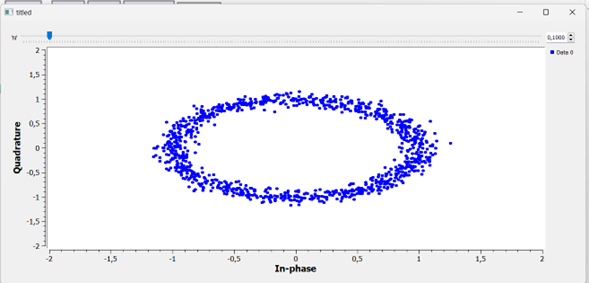 titled
'n'
0,1000
Data 0
2
1,5
1
0,5
0
-0,5
-1
-1,5
-2
Quadrature
-2 -1,5 -1 -0,5 0 0,5 1 1,5 2
In-phase